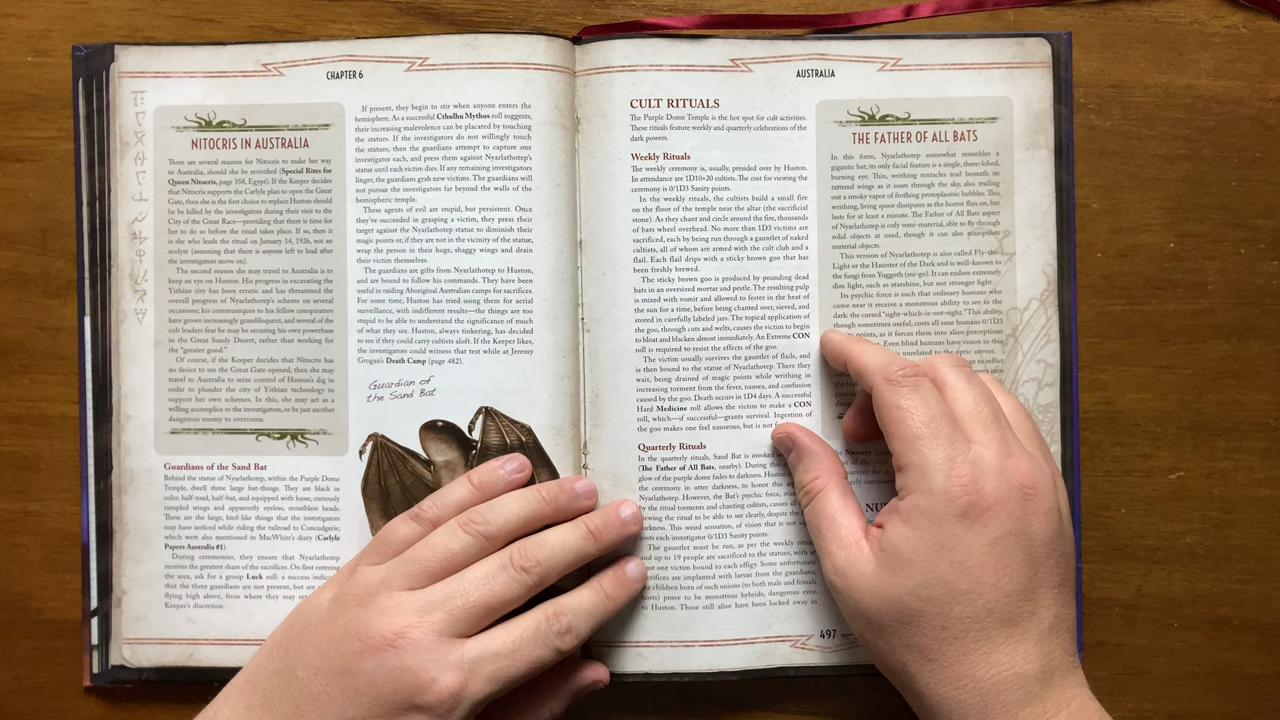 CHAPTER 6
NITOCRIS IN AUSTRALIA
There are several reasons for Nitocris to make her way
to Australia, should she be revivified (Special Rites for
Queen Nitocris, page 358, Egypt). If the Keeper decides
that Nitocris supports the Carlyle plan to open the Great
Gate, then she is the first choice to replace Huston should
he be killed by the investigators during their visit to the
City of the Great Race—providing that there is time for
her to do so before the ritual takes place. If so, then it
is she who leads the ritual on January 14, 1926, not an
acolyte (assuming that there is anyone left to lead after
the investigators move on).
The second reason she may travel to Australia is to
keep an eye on Huston. His progress in excavating the
Yithian city has been erratic and has threatened the
overall progress of Nyarlathotep's scheme on several
occasions; his communiques to his fellow conspirators
have grown increasingly grandiloquent, and several of the
cult leaders fear he may be securing his own powerbase
in the Great Sandy Desert, rather than working for
the "greater good."
Of course, if the Keeper decides that Nitocris has
no desire to see the Great Gate opened, then she may
travel to Australia to seize control of Huston's dig in
order to plunder the city of Yithian technology to
support her own schemes. In this, she may act as a
willing accomplice to the investigators, or be just another
dangerous enemy to overcome.
Guardians of the Sand Bat
Behind the statue of Nyarlathotep, within the Purple Dome
Temple, dwell three large bat-things. They are black in
color, half-toad, half-bat, and equipped with loose, curiously
rumpled wings and apparently eyeless, mouthless heads.
These are the large, bird-like things that the investigators
may have noticed while riding the railroad to Cuncudgerie,
which were also mentioned in MacWhirr's diary (Carlyle
Papers Australia #1).
During ceremonies, they ensure that Nyarlathotep
receives the greatest share of the sacrifices. On first entering
the area, ask for a group Luck roll: a success
that the three guardians are not present, but are
flying high above, from where they may
Keeper's discretion.
If present, they begin to stir when anyone enters the
hemisphere. As a successful Cthulhu Mythos roll suggests,
their increasing malevolence can be placated by touching
the statues. If the investigators do not willingly touch
the statues, then the guardians attempt to capture one
investigator each, and press them against Nyarlathotep's
statue until each victim dies. If any remaining investigators
linger, the guardians grab new victims. The guardians will
not pursue the investigators far beyond the walls of the
hemispheric temple.
These agents of evil are stupid, but persistent. Once
they've succeeded in grasping a victim, they press their
target against the Nyarlathotep statue to diminish their
magic points or, if they are not in the vicinity of the statue,
wrap the person in their huge, shaggy wings and drain
their victim themselves.
The guardians are gifts from Nyarlathotep to Huston,
and are bound to follow his commands. They have been
useful in raiding Aboriginal Australian camps for sacrifices.
For some time, Huston has tried using them for aerial
surveillance, with indifferent results—the things are too
stupid to be able to understand the significance of much
of what they see. Huston, always tinkering, has decided
to see if they could carry cultists aloft. If the Keeper likes,
the investigators could witness that test while at Jeremy
Grogan's Death Camp (page 482).
Guardian of
the Sand Bat
AUSTRALIA
CULT RITUALS
The Purple Dome Temple is the hot spot for cult activities.
These rituals feature weekly and quarterly celebrations of the
dark powers.
Weekly Rituals
The weekly ceremony is, usually, presided over by Huston.
In attendance are 1D10+20 cultists. The cost for viewing the
ceremony is 0/1D3 Sanity points.
In the weekly rituals, the cultists build a small fire
on the floor of the temple near the altar (the sacrificial
stone). As they chant and circle around the fire, thousands
of bats wheel overhead. No more than 1D3 victims are
sacrificed, each by being run through a gauntlet of naked
cultists, all of whom are armed with the cult club and a
flail. Each flail drips with a sticky brown goo that has
been freshly brewed.
The sticky brown goo is produced by pounding dead
bats in an oversized mortar and pestle. The resulting pulp
is mixed with vomit and allowed to fester in the heat of
the sun for a time, before being chanted over, sieved, and
stored in carefully labeled jars. The topical application of
the goo, through cuts and welts, causes the victim to begin
to bloat and blacken almost immediately. An Extreme CON
roll is required to resist the effects of the goo.
The victim usually survives the gauntlet of flails, and
is then bound to the statue of Nyarlathotep. There they
wait, being drained of magic points while writhing in
increasing torment from the fever, nausea, and confusion
caused by the goo. Death occurs in 1D4 days. A successful
Hard Medicine roll allows the victim to make a CON
roll, which—if successful—grants survival. Ingestion of
the goo makes one feel nauseous, but is not
Quarterly Rituals
In the quarterly rituals, Sand Bat is invoked
(The Father of All Bats, nearby). During
glow of the purple dome fades to darkness.
the ceremony in utter darkness, to honor this
Nyarlathotep. However, the Bat's psychic force,
by the ritual torments and chanting cultists, causes
viewing the ritual to be able to see clearly, despite the
darkness. This weird sensation, of vision that is not
costs each investigator 0/1D3 Sanity points.
The gauntlet must be run, as per the weekly
and up to 19 people are sacrificed to the statues, with at
one victim bound to each effigy. Some unfortunate
sacrifices are implanted with larvae from the guardians,
the children born of such unions (to both male and female
hosts) prove to be monstrous hybrids, dangerous even
to Huston. Those still alive have been locked away in
THE FATHER OF ALL BATS
In this form, Nyarlathotep somewhat resembles a
gigantic bat; its only facial feature is a single, three-lobed,
burning eye. Thin, writhing tentacles trail beneath its
tattered wings as it soars through the sky, also trailing
out a smoky vapor of frothing protoplasmic bubbles. This
writhing, living spoor dissipates as the horror flies on, but
lasts for at least a minute. The Father of All Bats aspect
of Nyarlathotep is only semi-material, able to fly through
solid objects at need, though it can also manipulate
material objects.
This version of Nyarlathotep is also called Fly-the-
Light or the Haunter of the Dark and is well-known to
the fungi from Yuggoth (mi-go). It can endure extremely
dim light, such as starshine, but not stronger light.
Its psychic force is such that ordinary humans who
come near it receive a monstrous ability to see in the
dark: the cursed "sight-which-is-not-sight." This ability,
though sometimes useful, costs all sane humans 0/1D3
points, as it forces them into alien perceptions
Even blind humans have vision in this
is unrelated to the optic nerves.
to inflict
497